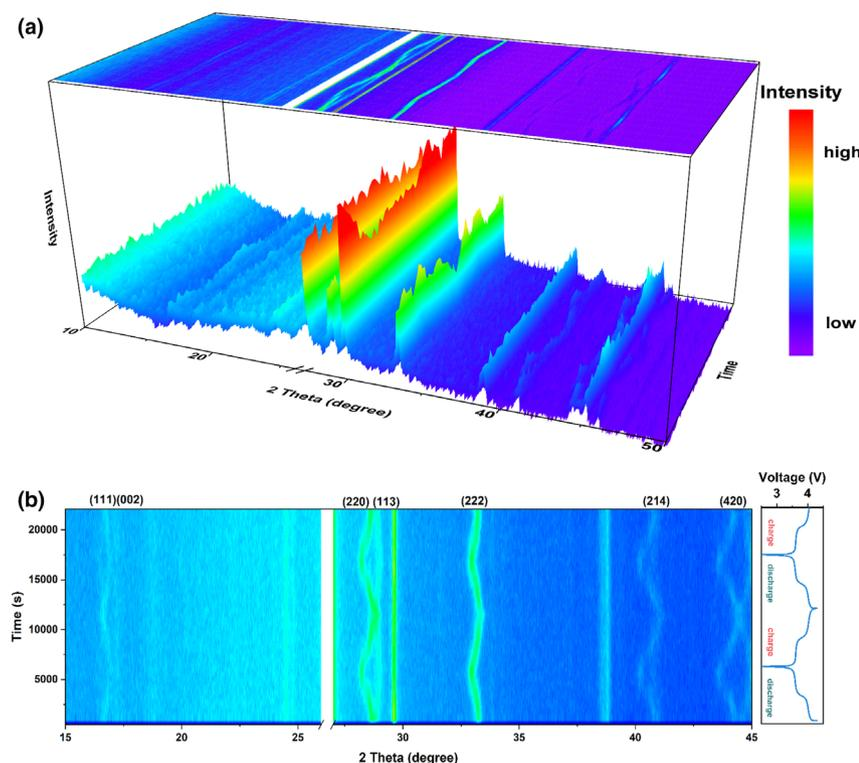 (a)
Intensity
high
low
Intensity
10
20
30
40
50
2 Theta (degree)
Time
(b)
Voltage (V)
3 4
(111)(002) (220) (113) (222) (214) (420)
Time (s)
20000
15000
10000
5000
charge
discharge
charge
discharge
15 20 25 30 35 40 45
2 Theta (degree)